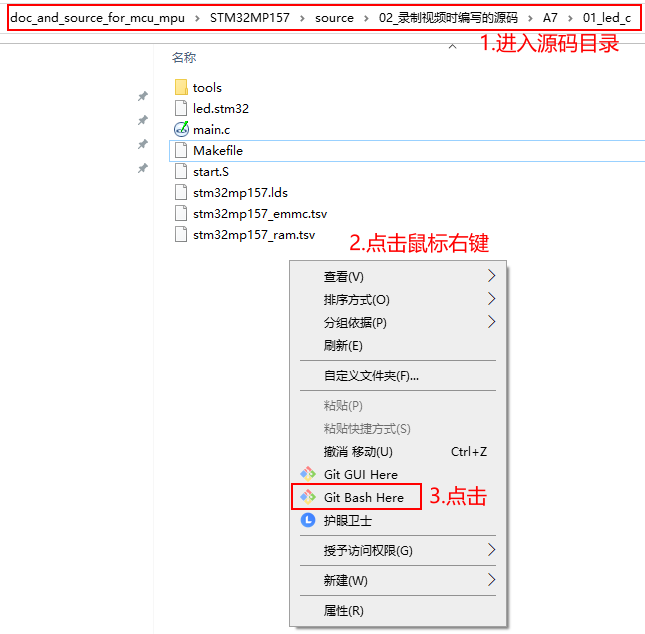 doc_and_source_for_mcu_mpu › STM32MP157 › source › 02_录制视频时编写的源码 › A7 › 01_led_c
1.进入源码目录
名称
tools
led.stm32
main.c
Makefile
start.S
stm32mp157.lds
stm32mp157_emmc.tsv
stm32mp157_ram.tsv
2.点击鼠标右键
查看(V)
排序方式(O)
分组依据(P)
刷新(E)
自定义文件夹(F)...
粘贴(P)
粘贴快捷方式(S)
撤消 移动(U) Ctrl+Z
Git GUI Here
Git Bash Here 3.点击
护眼卫士
授予访问权限(G)
新建(W)
属性(R)